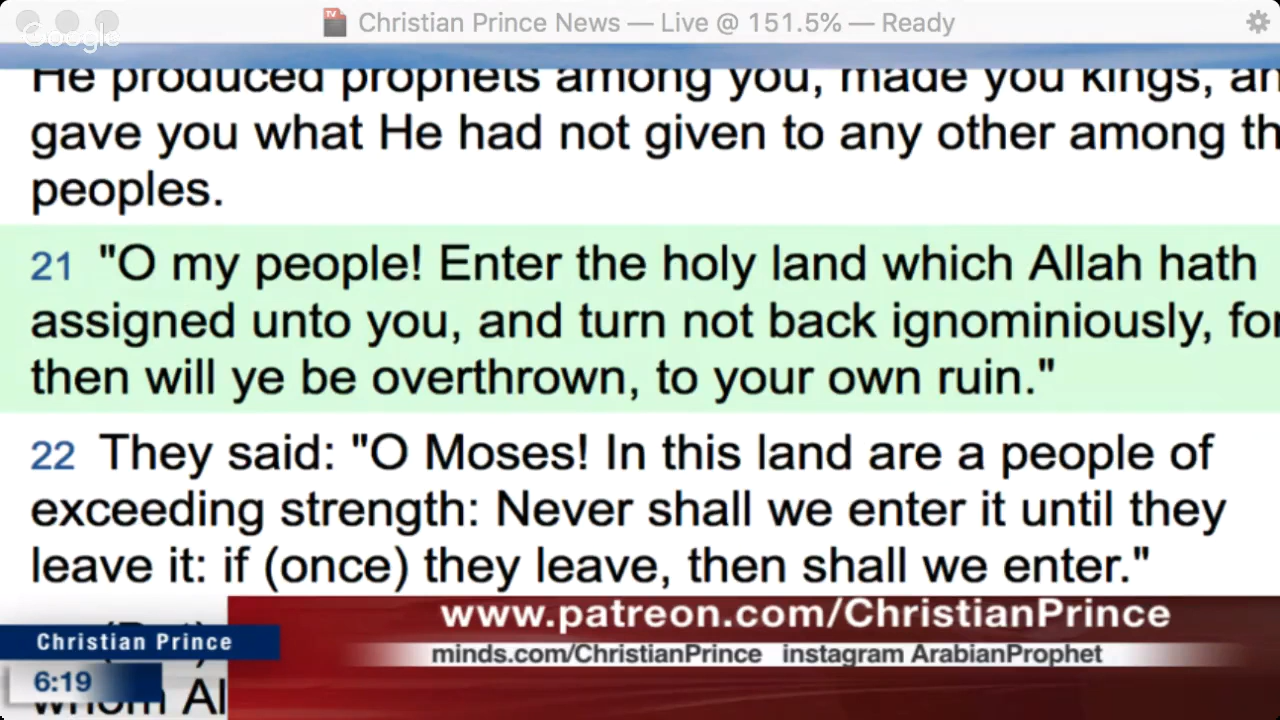 Christian Prince News — Live @ 151.5% — Ready
Google
He produced prophets among you, made you kings, an
gave you what He had not given to any other among th
peoples.
21 "O my people! Enter the holy land which Allah hath
assigned unto you, and turn not back ignominiously, for
then will ye be overthrown, to your own ruin."
22 They said: "O Moses! In this land are a people of
exceeding strength: Never shall we enter it until they
leave it: if (once) they leave, then shall we enter."
www.patreon.com/ChristianPrince
Christian Prince
minds.com/ChristianPrince instagram ArabianProphet
6:19
whom Al